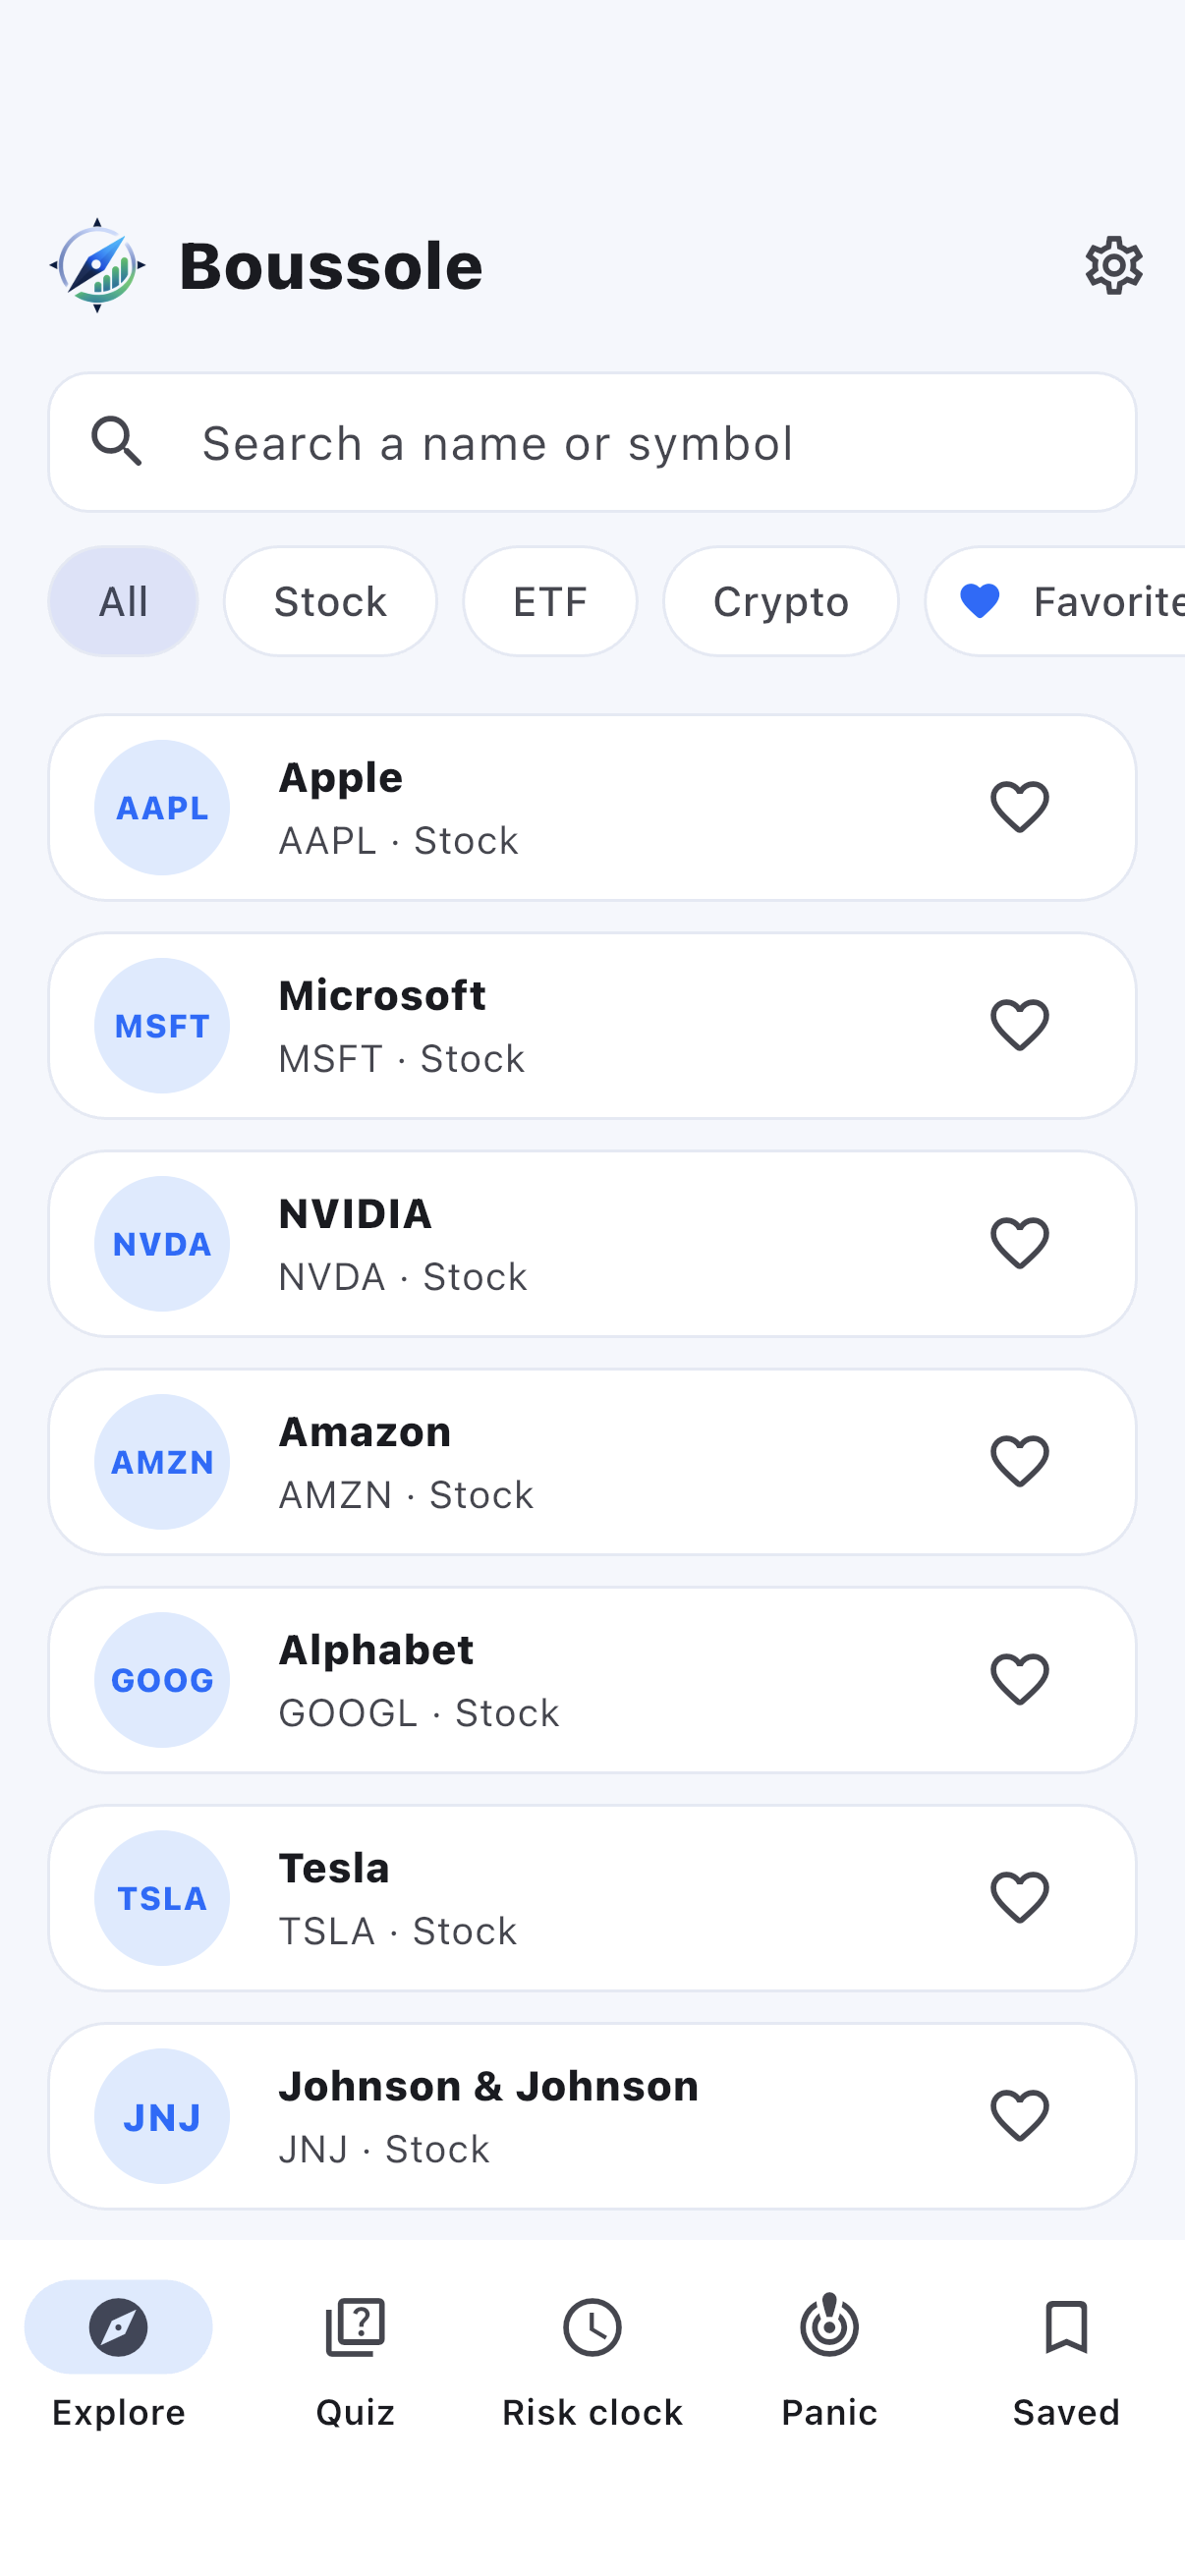 Boussole
Search a name or symbol
All Stock ETF Crypto Favorite
AAPL
Apple
AAPL · Stock
MSFT
Microsoft
MSFT · Stock
NVDA
NVIDIA
NVDA · Stock
AMZN
Amazon
AMZN · Stock
GOOG
Alphabet
GOOGL · Stock
TSLA
Tesla
TSLA · Stock
JNJ
Johnson & Johnson
JNJ · Stock
Explore Quiz Risk clock Panic Saved